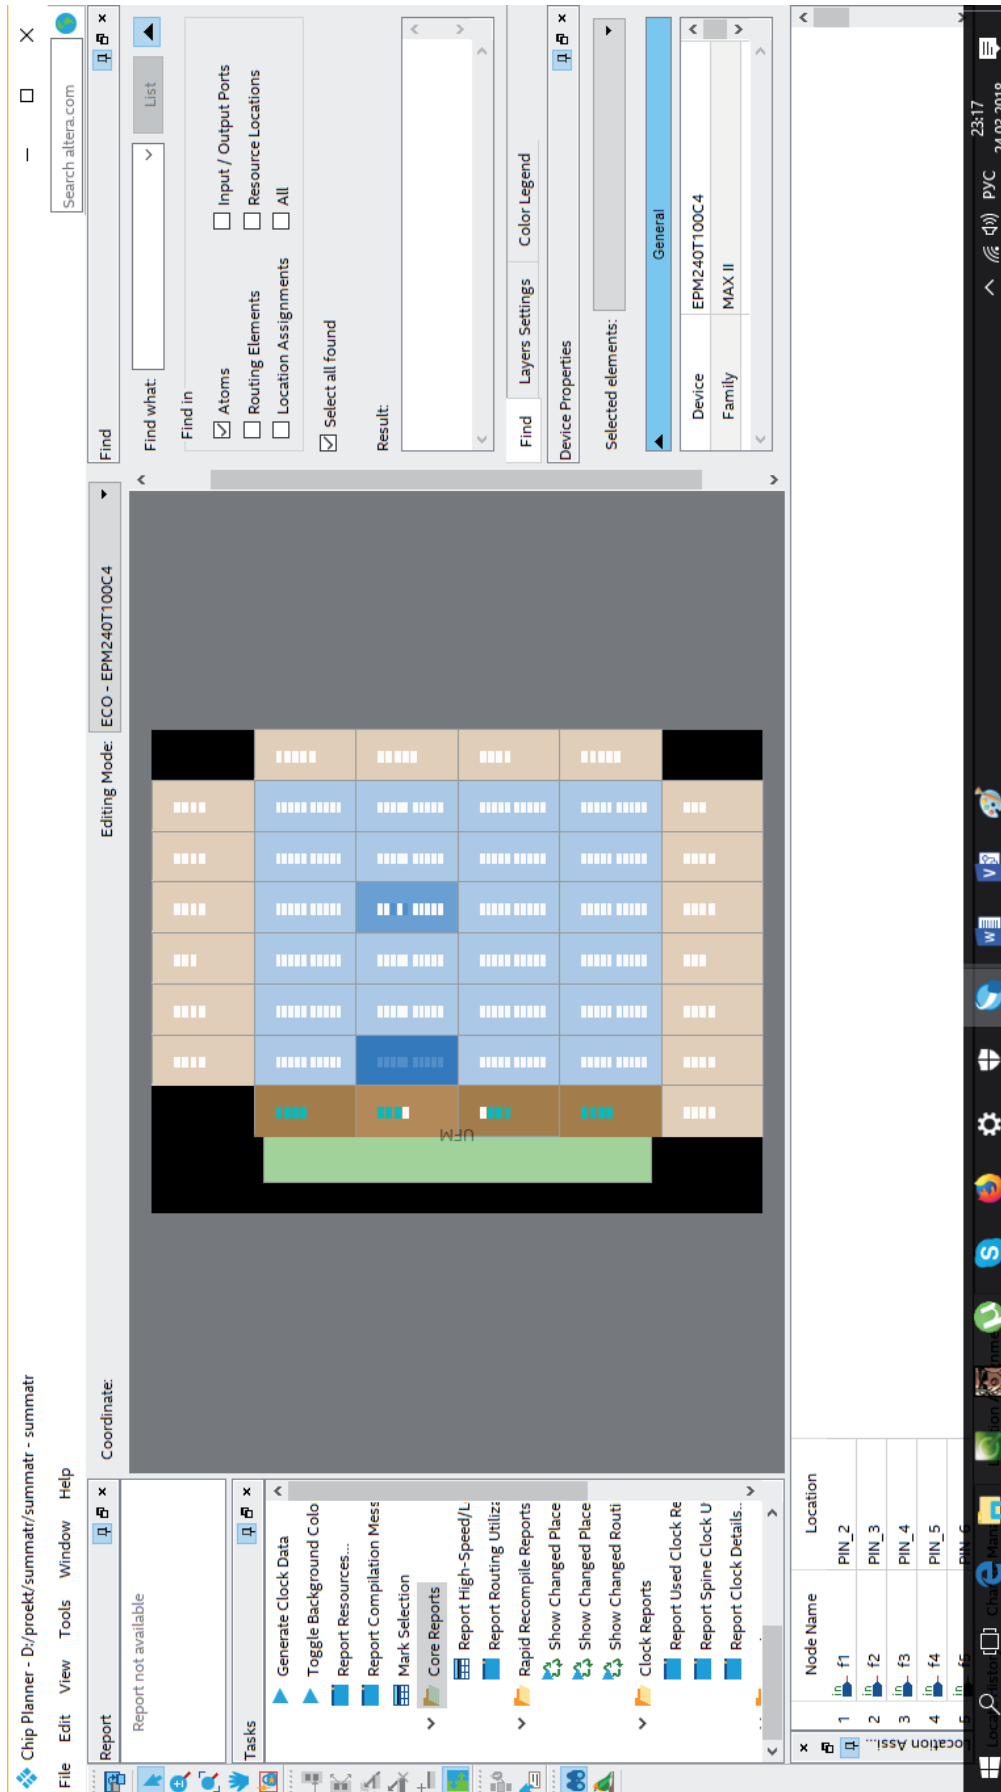 Chip Planner - D:/proekt/summatr/summatr - summatr
File Edit View Tools Window Help
Search altera.com
Report
Report not available
Tasks
Generate Clock Data
Toggle Background Colo
Report Resources...
Report Compilation Mess
Mark Selection
Core Reports
Report High-Speed/L
Report Routing Utiliz
Rapid Recompile Reports
Show Changed Place
Show Changed Place
Show Changed Routi
Clock Reports
Report Used Clock Re
Report Spine Clock U
Report Clock Details...
Coordinate:
Editing Mode: ECO - EPM240T100C4
UFM
Find
Find what:
List
Find in
Atoms
Input / Output Ports
Routing Elements
Resource Locations
Location Assignments
All
Select all found
Result:
Find Layers Settings Color Legend
Device Properties
Selected elements:
General
Device EPM240T100C4
Family MAX II
Node Name Location
1 in f1 PIN_2
2 in f2 PIN_3
3 in f3 PIN_4
4 in f4 PIN_5
5 in f5 PIN_6
ocation Assi...
РУС
23:17
24.03.2018